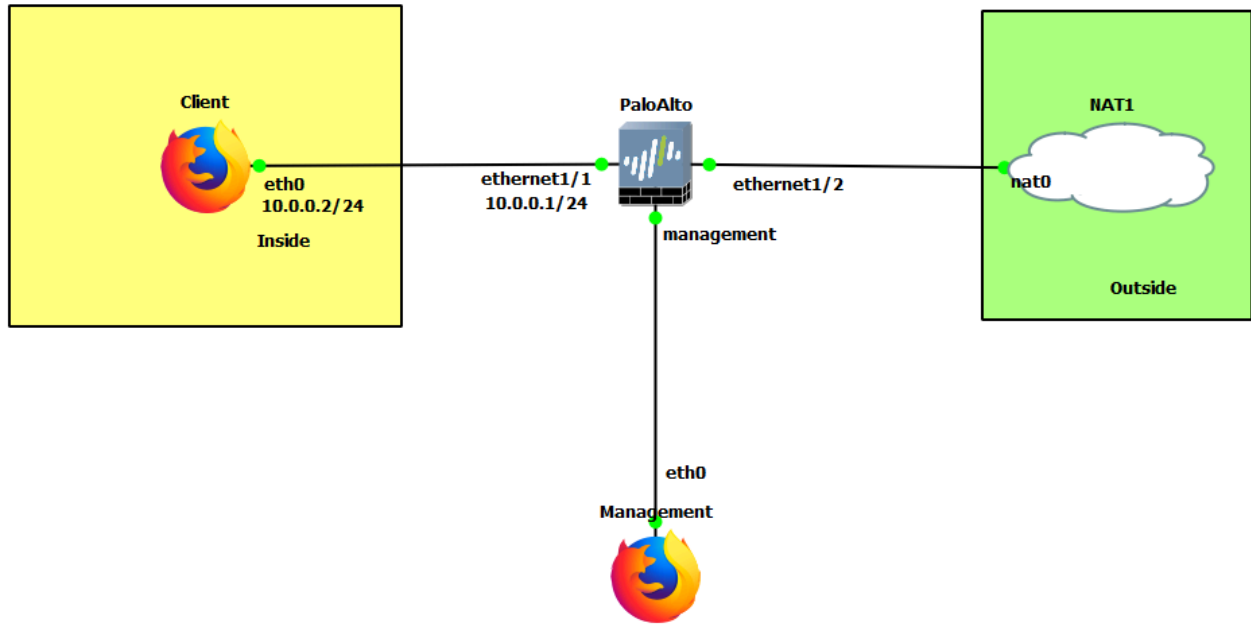 Client
eth0
10.0.0.2/24
Inside
PaloAlto
ethernet1/1
10.0.0.1/24
ethernet1/2
management
NAT1
nat0
Outside
eth0
Management